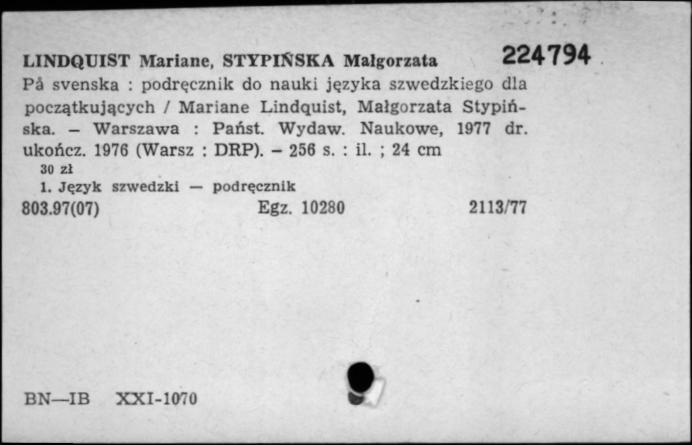 LINDQUIST Mariane, STYPIŃSKA Małgorzata 224794
På svenska : podręcznik do nauki języka szwedzkiego dla
początkujących / Mariane Lindquist, Małgorzata Stypiń-
ska. — Warszawa : Państ. Wydaw. Naukowe, 1977 dr.
ukończ. 1976 (Warsz : DRP). — 256 s. : il. ; 24 cm
30 zł
1. Język szwedzki — podręcznik
803.97(07) Egz. 10280 2113/77
BN—IB XXI-1070